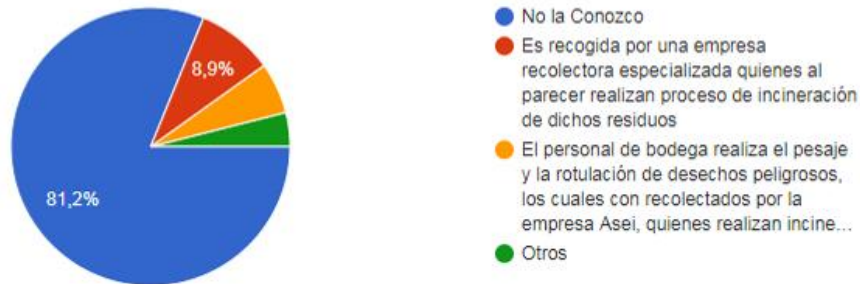 No la Conozco
8,9%
Es recogida por una empresa
recolectora especializada quienes al
parecer realizan proceso de incineración
de dichos residuos
El personal de bodega realiza el pesaje
y la rotulación de desechos peligrosos,
los cuales con recolectados por la
empresa Asei, quienes realizan incine...
81,2%
Otros